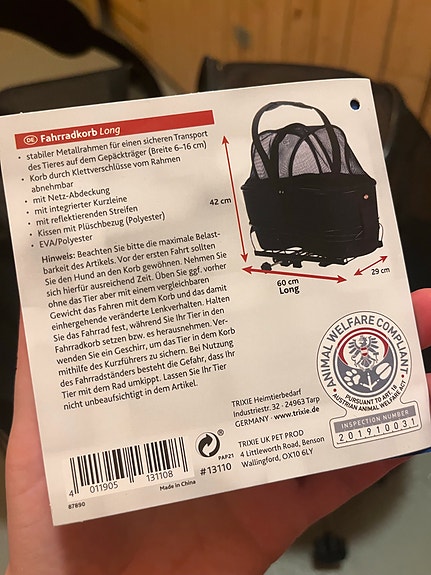 DE Fahrradkorb Long
• stabiler Metallrahmen für einen sicheren Transport
des Tieres auf dem Gepäckträger (Breite 6–16 cm)
• Korb durch Klettverschlüsse vom Rahmen
abnehmbar
• mit Netz-Abdeckung
• mit integrierter Kurzleine
• mit reflektierenden Streifen
• Kissen mit Plüschbezug (Polyester)
• EVA/Polyester
Hinweis: Beachten Sie bitte die maximale Belast-
barkeit des Artikels. Vor der ersten Fahrt sollten
Sie den Hund an den Korb gewöhnen. Nehmen Sie
sich hierfür ausreichend Zeit. Üben Sie ggf. vorher
ohne das Tier aber mit einem vergleichbaren
Gewicht das Fahren mit dem Korb und das damit
einhergehende veränderte Lenkverhalten. Halten
Sie das Fahrrad fest, während Sie Ihr Tier in den
Fahrradkorb setzen bzw. es herausnehmen. Ver-
wenden Sie ein Geschirr, um das Tier in dem Korb
mithilfe des Kurzführers zu sichern. Bei Nutzung
des Fahrradständers besteht die Gefahr, dass Ihr
Tier mit dem Rad umkippt. Lassen Sie Ihr Tier
nicht unbeaufsichtigt in dem Artikel.
42 cm
60 cm
Long
29 cm
ANIMAL WELFARE COMPLIANT
PURSUANT TO ART 18
AUSTRIAN ANIMAL WELFARE ACT
INSPECTION NUMBER
201910031
TRIXIE Heimtierbedarf
Industriestr. 32 · 24963 Tarp
GERMANY · www.trixie.de
TRIXIE UK PET PROD
4 Littleworth Road, Benson
Wallingford, OX10 6LY
PAP21
#13110
4 011905 131108
Made in China
87890